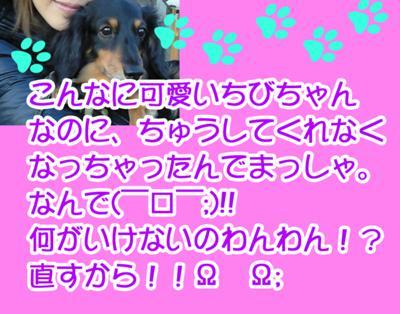 こんなに可愛いちびちゃん
なのに、ちゅうしてくれなく
なっちゃったんでまっしゃ。
なんで(￣□￣;)!!
何がいけないのわんわん！？
直すから！！Ω　Ω;